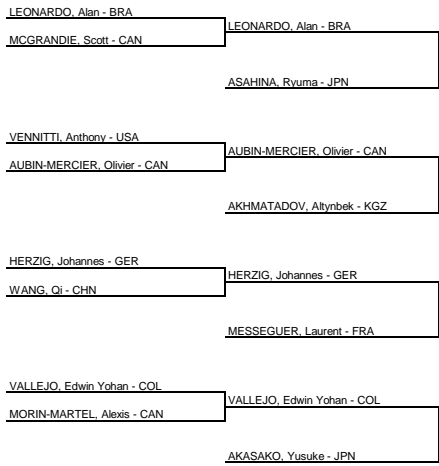 LEONARDO, Alan - BRA
MCGRANDIE, Scott - CAN
LEONARDO, Alan - BRA
ASAHINA, Ryuma - JPN
VENNITTI, Anthony - USA
AUBIN-MERCIER, Olivier - CAN
AUBIN-MERCIER, Olivier - CAN
AKHMATADOV, Altynbek - KGZ
HERZIG, Johannes - GER
WANG, Qi - CHN
HERZIG, Johannes - GER
MESSEGUER, Laurent - FRA
VALLEJO, Edwin Yohan - COL
MORIN-MARTEL, Alexis - CAN
VALLEJO, Edwin Yohan - COL
AKASAKO, Yusuke - JPN